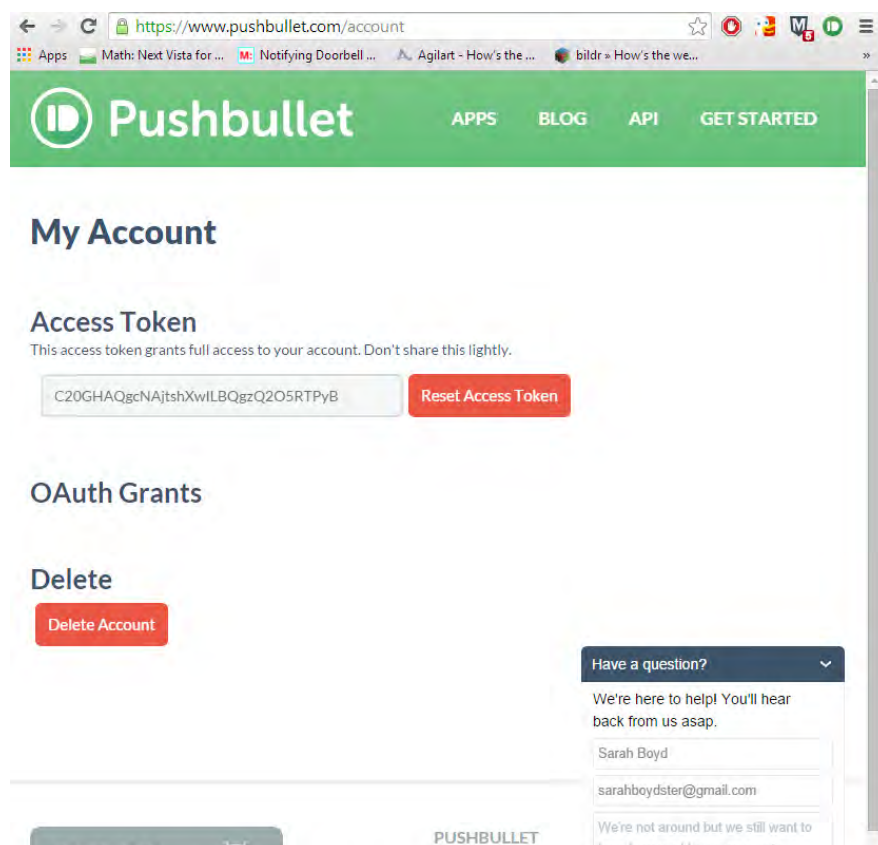 https://www.pushbullet.com/account
5
Apps Math: Next Vista for ... M: Notifying Doorbell ... Agilart - How's the ... bildr » How's the we... »
Pushbullet APPS BLOG API GET STARTED
My Account
Access Token
This access token grants full access to your account. Don't share this lightly.
C20GHAQgcNAjtshXwILBQgzQ2O5RTPyB Reset Access Token
OAuth Grants
Delete
Delete Account
Have a question?
We're here to help! You'll hear
back from us asap.
Sarah Boyd
sarahboydster@gmail.com
We're not around but we still want to
PUSHBULLET